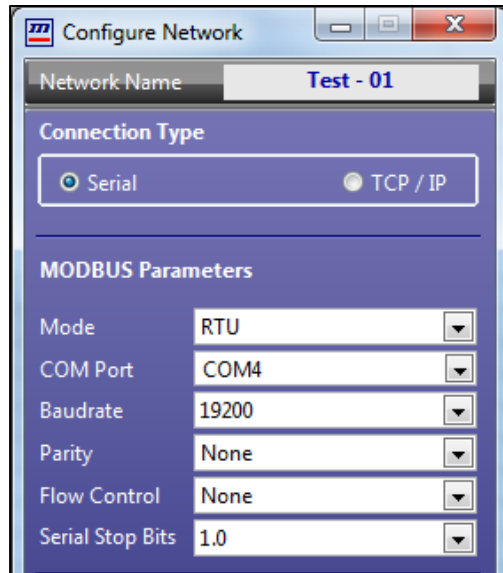 Configure Network
Network Name Test - 01
Connection Type
Serial TCP / IP
MODBUS Parameters
Mode RTU
COM Port COM4
Baudrate 19200
Parity None
Flow Control None
Serial Stop Bits 1.0